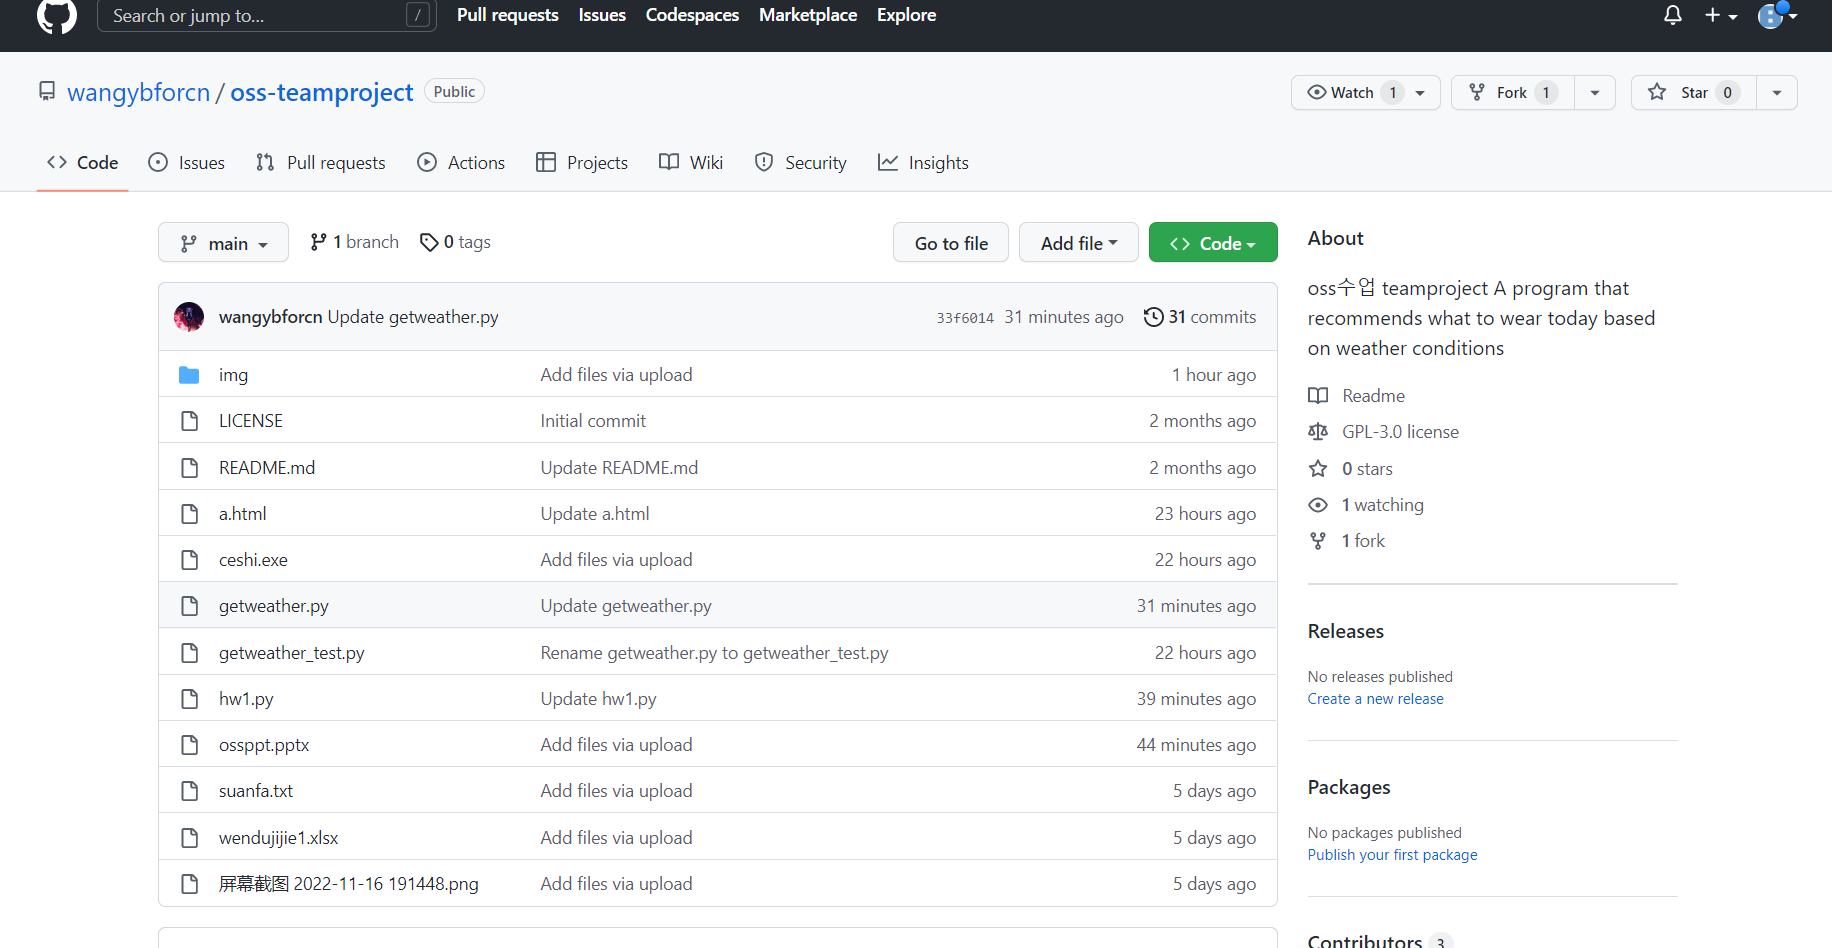 Search or jump to... /
Pull requests Issues Codespaces Marketplace Explore
wangybforcn / oss-teamproject Public
Watch 1 Fork 1 Star 0
Code Issues Pull requests Actions Projects Wiki Security Insights
main 1 branch 0 tags Go to file Add file Code
wangybforcn Update getweather.py 33f6014 31 minutes ago 31 commits
img Add files via upload 1 hour ago
LICENSE Initial commit 2 months ago
README.md Update README.md 2 months ago
a.html Update a.html 23 hours ago
ceshi.exe Add files via upload 22 hours ago
getweather.py Update getweather.py 31 minutes ago
getweather_test.py Rename getweather.py to getweather_test.py 22 hours ago
hw1.py Update hw1.py 39 minutes ago
ossppt.pptx Add files via upload 44 minutes ago
suanfa.txt Add files via upload 5 days ago
wendujijie1.xlsx Add files via upload 5 days ago
屏幕截图 2022-11-16 191448.png Add files via upload 5 days ago
About
oss수업 teamproject A program that
recommends what to wear today based
on weather conditions
Readme
GPL-3.0 license
0 stars
1 watching
1 fork
Releases
No releases published
Create a new release
Packages
No packages published
Publish your first package
Contributors 3